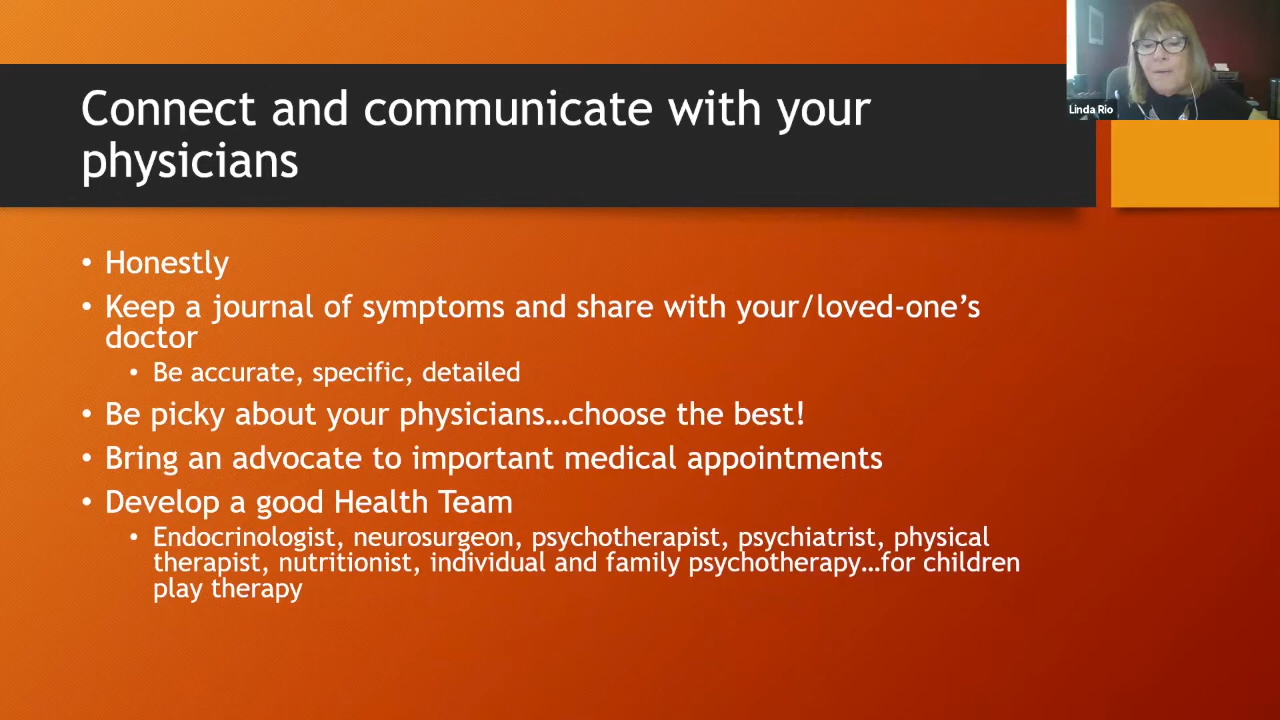 Connect and communicate with your
physicians
Linda Rio
• Honestly
• Keep a journal of symptoms and share with your/loved-one’s
doctor
• Be accurate, specific, detailed
• Be picky about your physicians…choose the best!
• Bring an advocate to important medical appointments
• Develop a good Health Team
• Endocrinologist, neurosurgeon, psychotherapist, psychiatrist, physical
therapist, nutritionist, individual and family psychotherapy…for children
play therapy